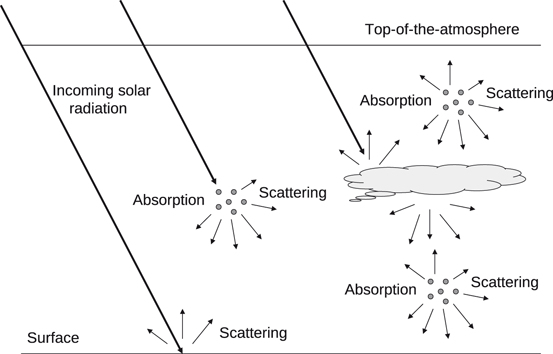 Top-of-the-atmosphere
Incoming solar
radiation
Absorption
Scattering
Absorption
Scattering
Absorption
Scattering
Surface
Scattering